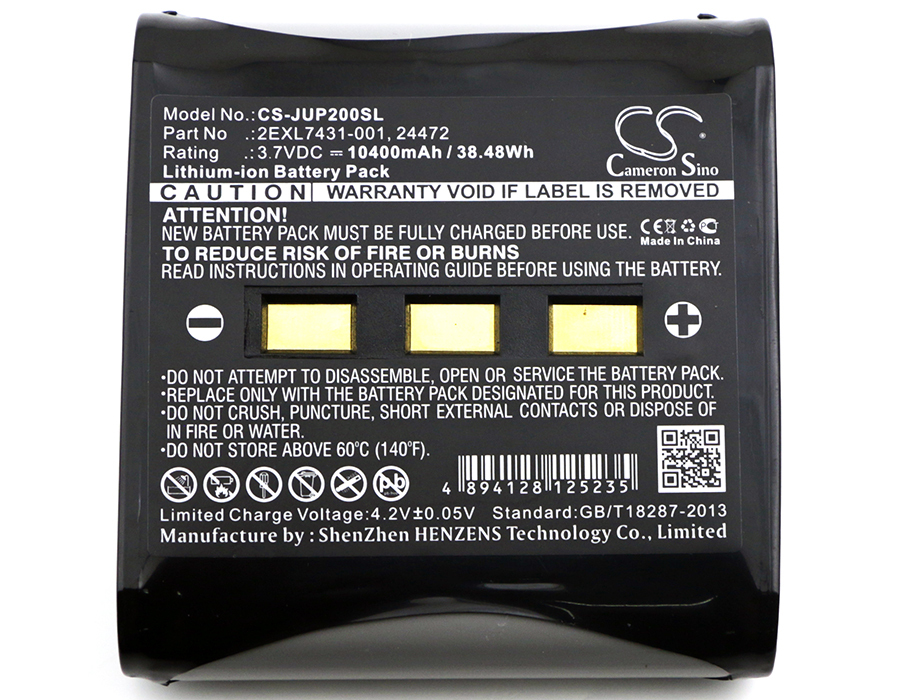 Model No.:CS-JUP200SL
Part No .:2EXL7431-001, 24472
Rating .:3.7VDC ⎓ 10400mAh / 38.48Wh
Lithium-ion Battery Pack
CS
Cameron Sino
CAUTION WARRANTY VOID IF LABEL IS REMOVED
ATTENTION!
NEW BATTERY PACK MUST BE FULLY CHARGED BEFORE USE.
CE
Made In China
TO REDUCE RISK OF FIRE OR BURNS
READ INSTRUCTIONS IN OPERATING GUIDE BEFORE USING THE BATTERY.
•DO NOT ATTEMPT TO DISASSEMBLE, OPEN OR SERVICE THE BATTERY PACK.
•REPLACE ONLY WITH THE BATTERY PACK DESIGNATED FOR THIS PRODUCT.
•DO NOT CRUSH, PUNCTURE, SHORT EXTERNAL CONTACTS OR DISPOSE OF
IN FIRE OR WATER.
•DO NOT STORE ABOVE 60°C (140°F).
Pb
4 894128 125235
Limited Charge Voltage:4.2V±0.05V Standard:GB/T18287-2013
Manufacture by : ShenZhen HENZENS Technology Co., Limited